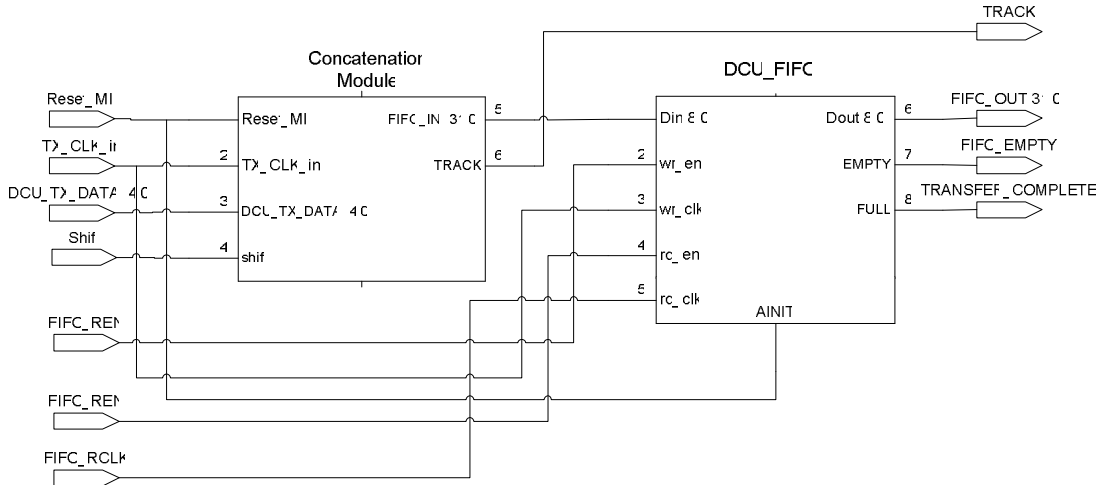 TRACK
Concatenation
Module
DCU_FIFO
Reset_MI
Reset_MI
FIFO_IN 31 0
5
Din 8 0
Dout 8 0
6
FIFO_OUT 31 0
TX_CLK_in
2
TX_CLK_in
TRACK
6
2
wr_en
EMPTY
7
FIFO_EMPTY
DCU_TX_DATA 4 0
3
DCU_TX_DATA 4 0
3
wr_clk
FULL
8
TRANSFER_COMPLETE
Shif
4
shif
4
rc_en
5
rc_clk
AINIT
FIFO_REN
FIFO_REN
FIFO_RCLK